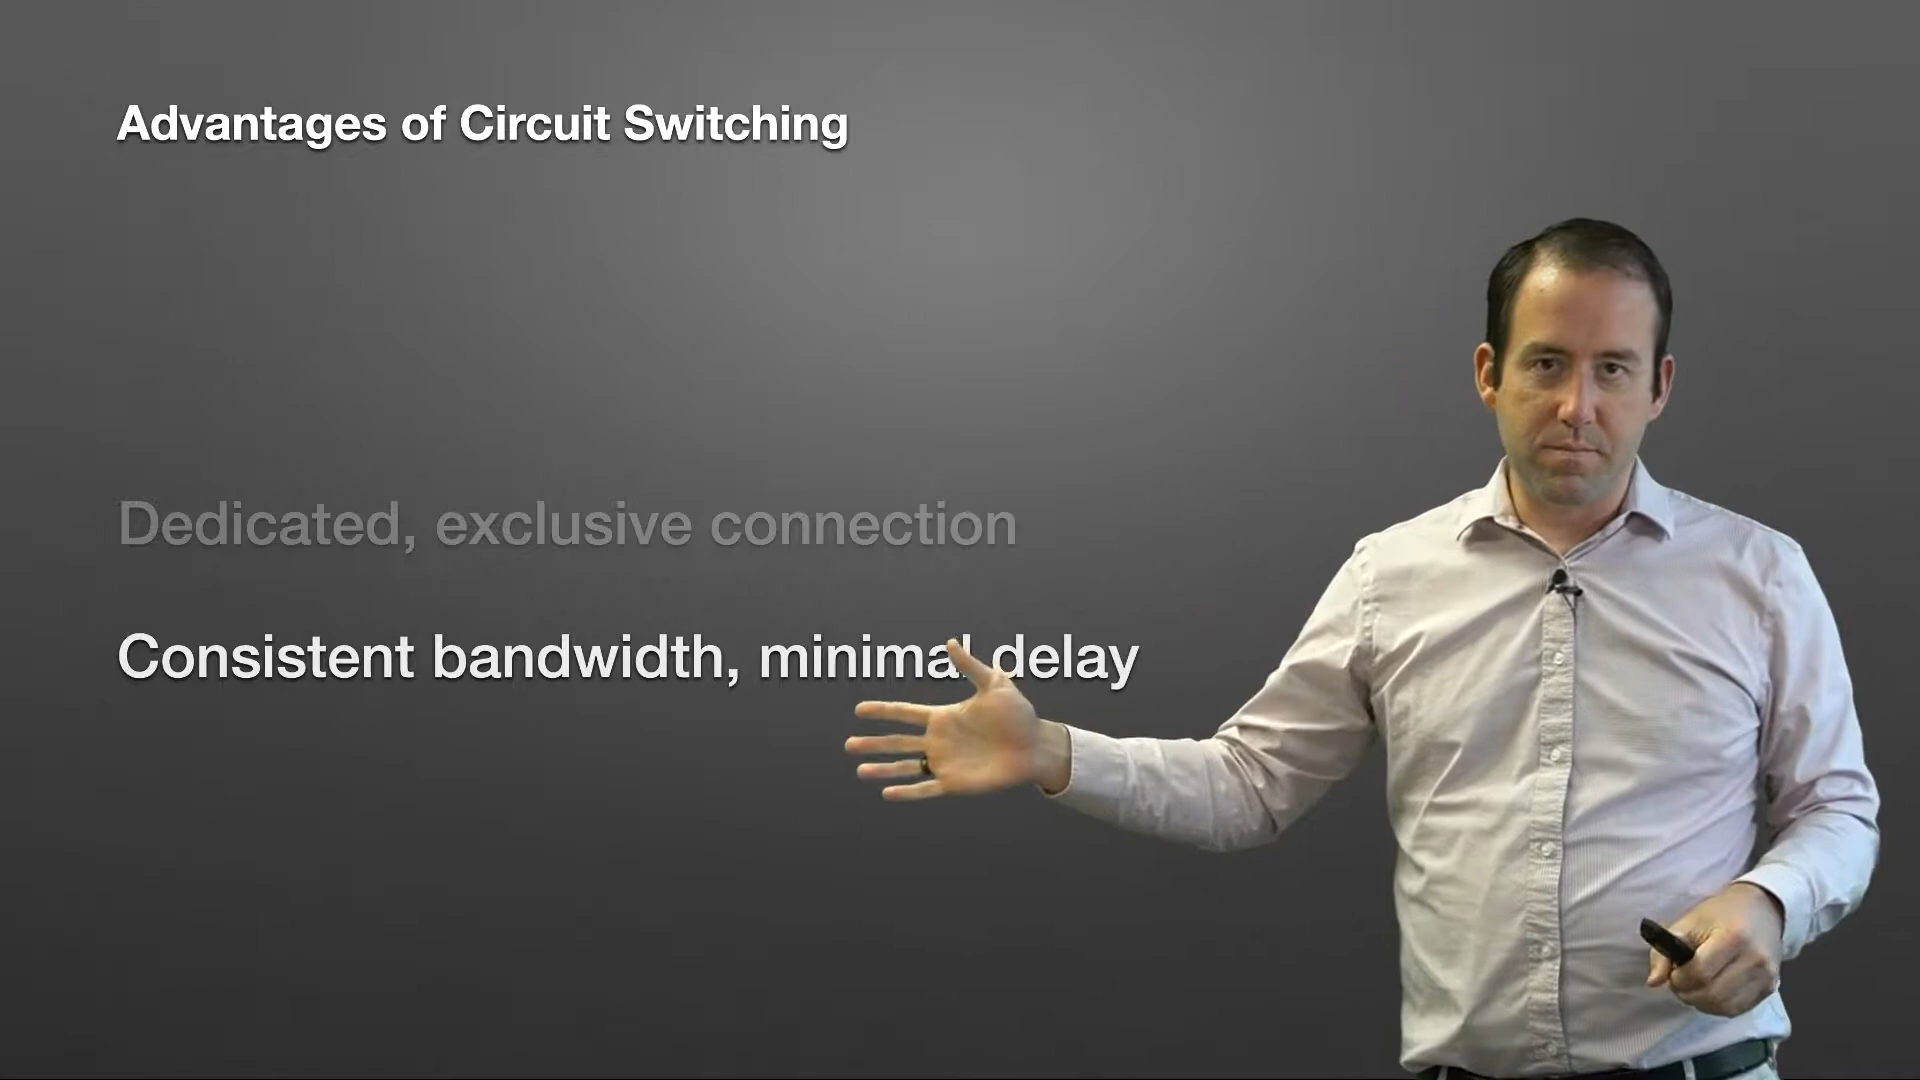 Advantages of Circuit Switching
Dedicated, exclusive connection
Consistent bandwidth, minimal delay